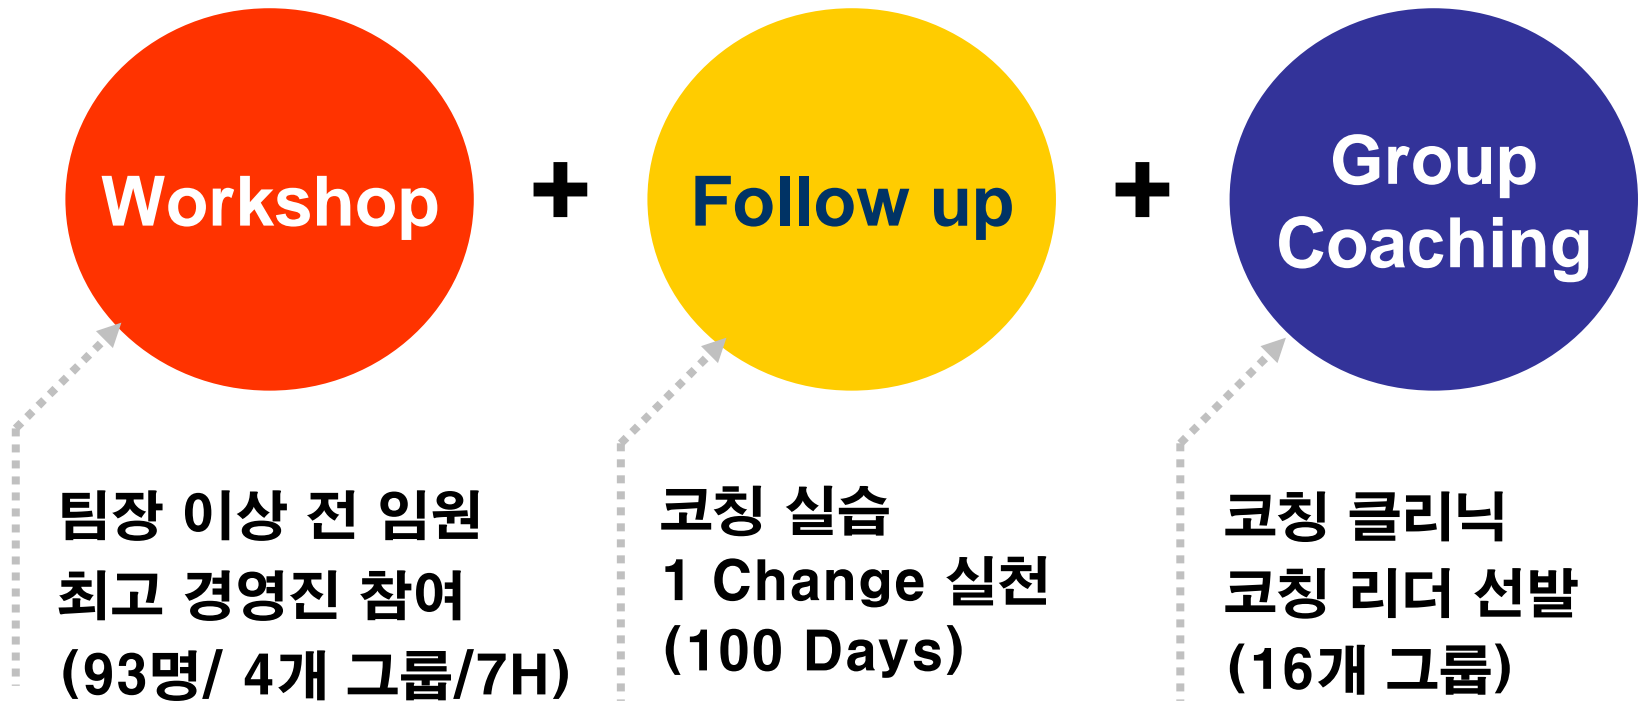 Workshop
+
Follow up
+
Group
Coaching
팀장 이상 전 임원
최고 경영진 참여
(93명/ 4개 그룹/7H)
코칭 실습
1 Change 실천
(100 Days)
코칭 클리닉
코칭 리더 선발
(16개 그룹)